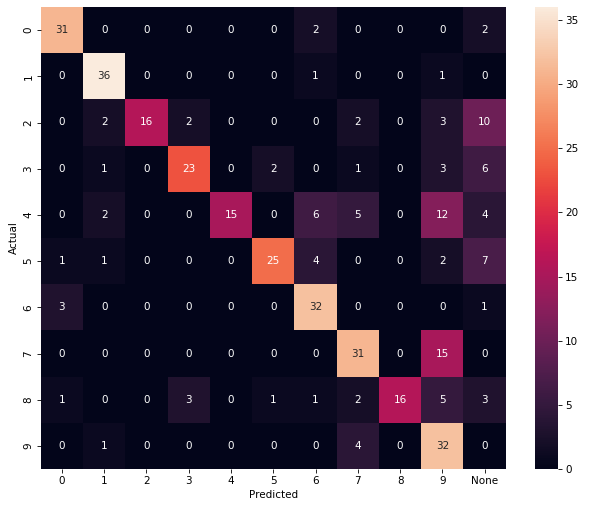 0 31 0 0 0 0 0 2 0 0 0 2
1 0 36 0 0 0 0 1 0 0 1 0
2 0 2 16 2 0 0 0 2 0 3 10
3 0 1 0 23 0 2 0 1 0 3 6
4 0 2 0 0 15 0 6 5 0 12 4
5 1 1 0 0 0 25 4 0 0 2 7
6 3 0 0 0 0 0 32 0 0 0 1
7 0 0 0 0 0 0 0 31 0 15 0
8 1 0 0 3 0 1 1 2 16 5 3
9 0 1 0 0 0 0 0 4 0 32 0
0 1 2 3 4 5 6 7 8 9 None
Predicted
Actual
35
30
25
20
15
10
5
0